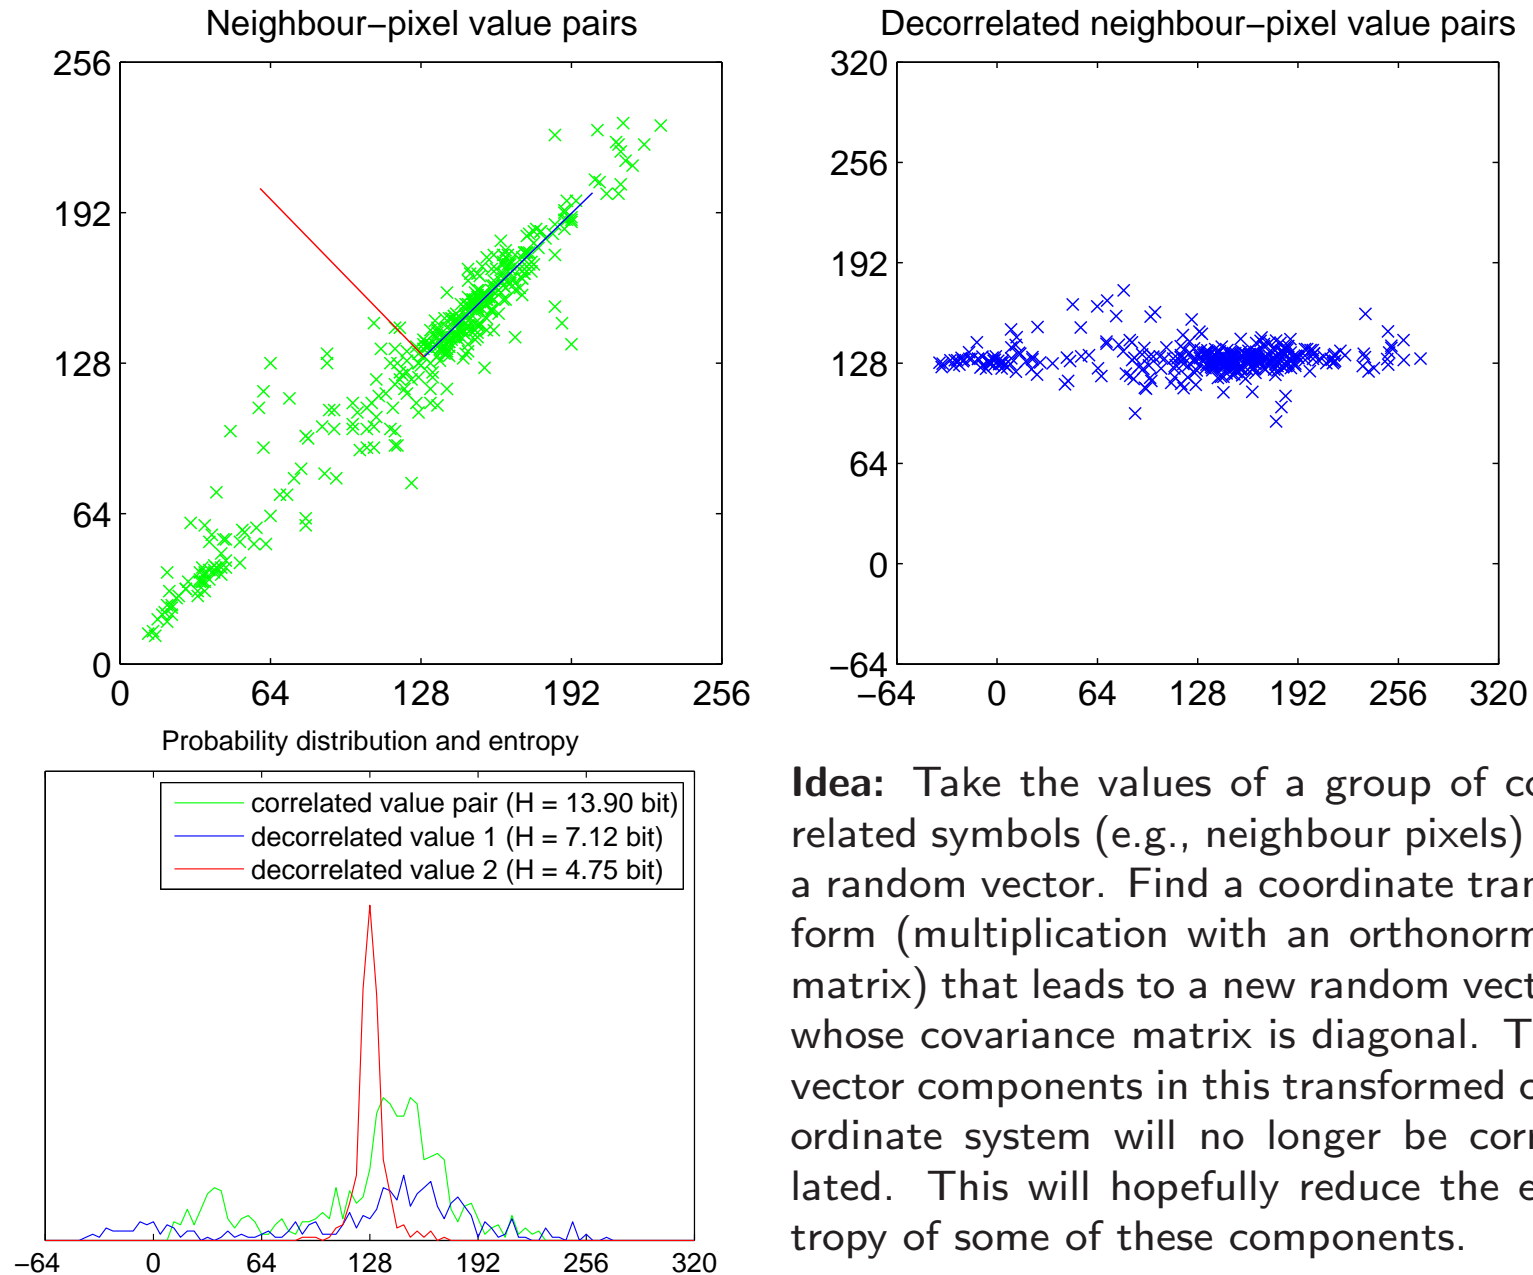 Neighbour−pixel value pairs
256
192
128
64
0
0 64 128 192 256
Decorrelated neighbour−pixel value pairs
320
256
192
128
64
0
−64
−64 0 64 128 192 256 320
Probability distribution and entropy
correlated value pair (H = 13.90 bit)
decorrelated value 1 (H = 7.12 bit)
decorrelated value 2 (H = 4.75 bit)
−64 0 64 128 192 256 320
Idea: Take the values of a group of co
related symbols (e.g., neighbour pixels)
a random vector. Find a coordinate tran
form (multiplication with an orthonorm
matrix) that leads to a new random vect
whose covariance matrix is diagonal. T
vector components in this transformed c
ordinate system will no longer be corr
lated. This will hopefully reduce the e
tropy of some of these components.